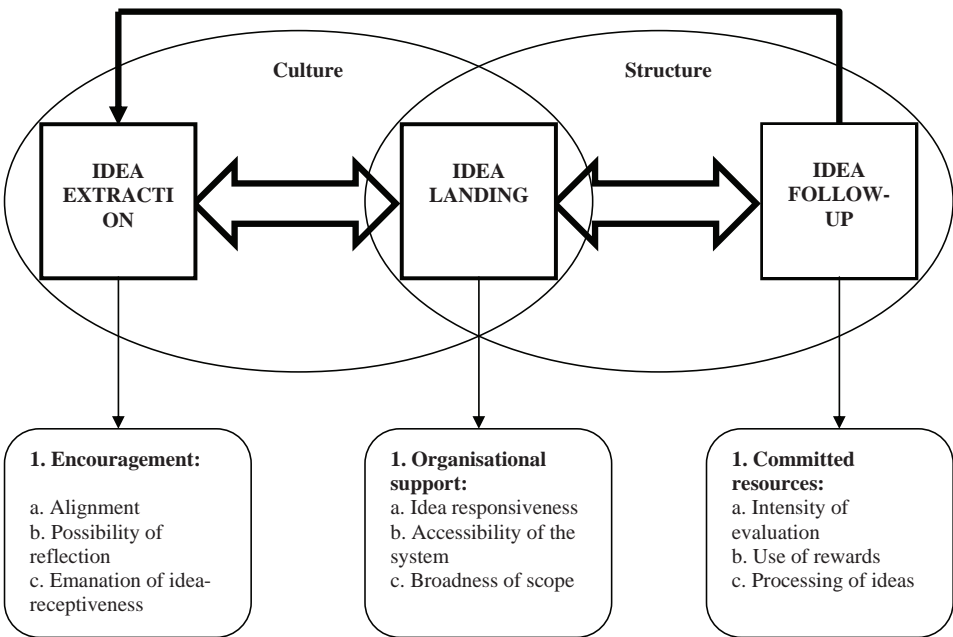 Culture
Structure
IDEA
EXTRACTI
ON
IDEA
LANDING
IDEA
FOLLOW-
UP
1. Encouragement:
a. Alignment
b. Possibility of
reflection
c. Emanation of idea-
receptiveness
1. Organisational
support:
a. Idea responsiveness
b. Accessibility of the
system
c. Broadness of scope
1. Committed
resources:
a. Intensity of
evaluation
b. Use of rewards
c. Processing of ideas